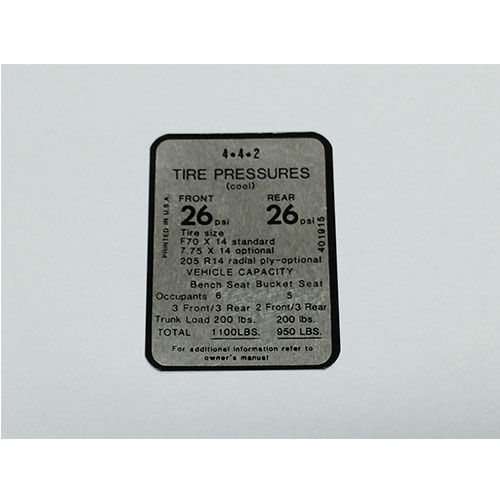 4•4•2
TIRE PRESSURES
(cool)
FRONT REAR
26 psi 26 psi
Tire size
F70 X 14 standard
7.75 X 14 optional
205 R14 radial ply-optional
VEHICLE CAPACITY
Bench Seat Bucket Seat
Occupants 6 5
3 Front/3 Rear 2 Front/3 Rear
Trunk Load 200 lbs. 200 lbs.
TOTAL 1100LBS. 950 LBS.
For additional information refer to
owner's manual
PRINTED IN U.S.A.
401915